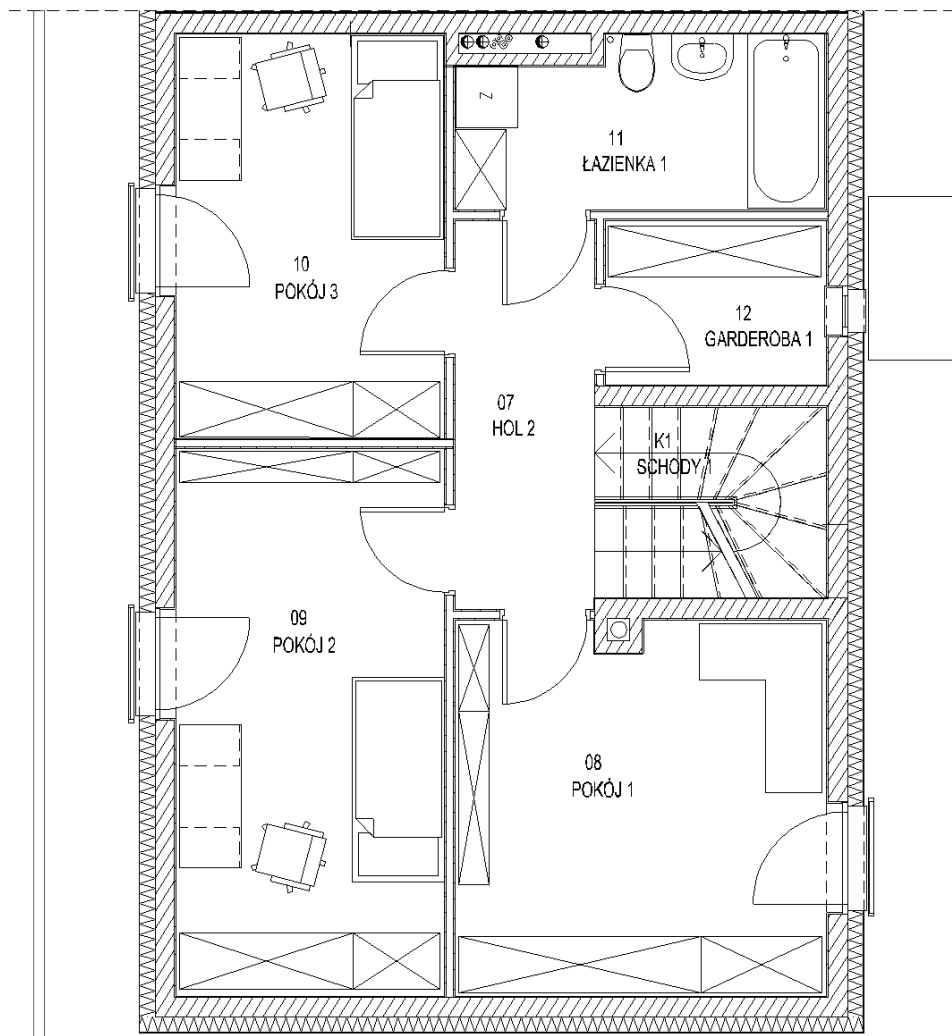 Z
11
ŁAZIENKA 1
10
POKÓJ 3
12
GARDEROBA 1
07
HOL 2
K1
SCHODY 1
09
POKÓJ 2
08
POKÓJ 1